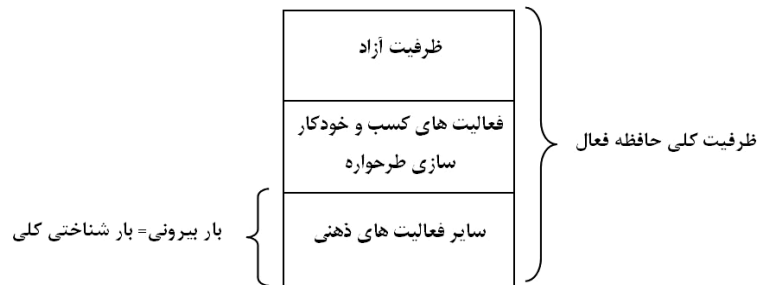 ظرفیت آزاد
فعالیت های کسب و خودکار
سازی طرحواره
ظرفیت کلی حافظه فعال
سایر فعالیت های ذهنی
بار بیرونی= بار شناختی کلی